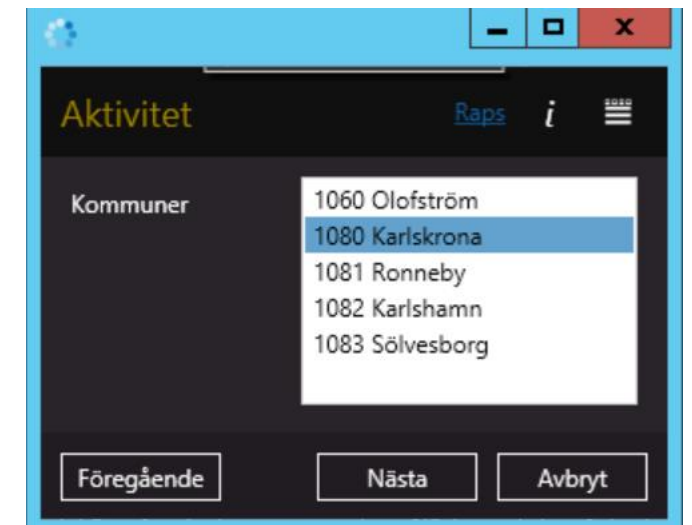 Aktivitet Raps i
Kommuner
1060 Olofström
1080 Karlskrona
1081 Ronneby
1082 Karlshamn
1083 Sölvesborg
Föregående Nästa Avbryt